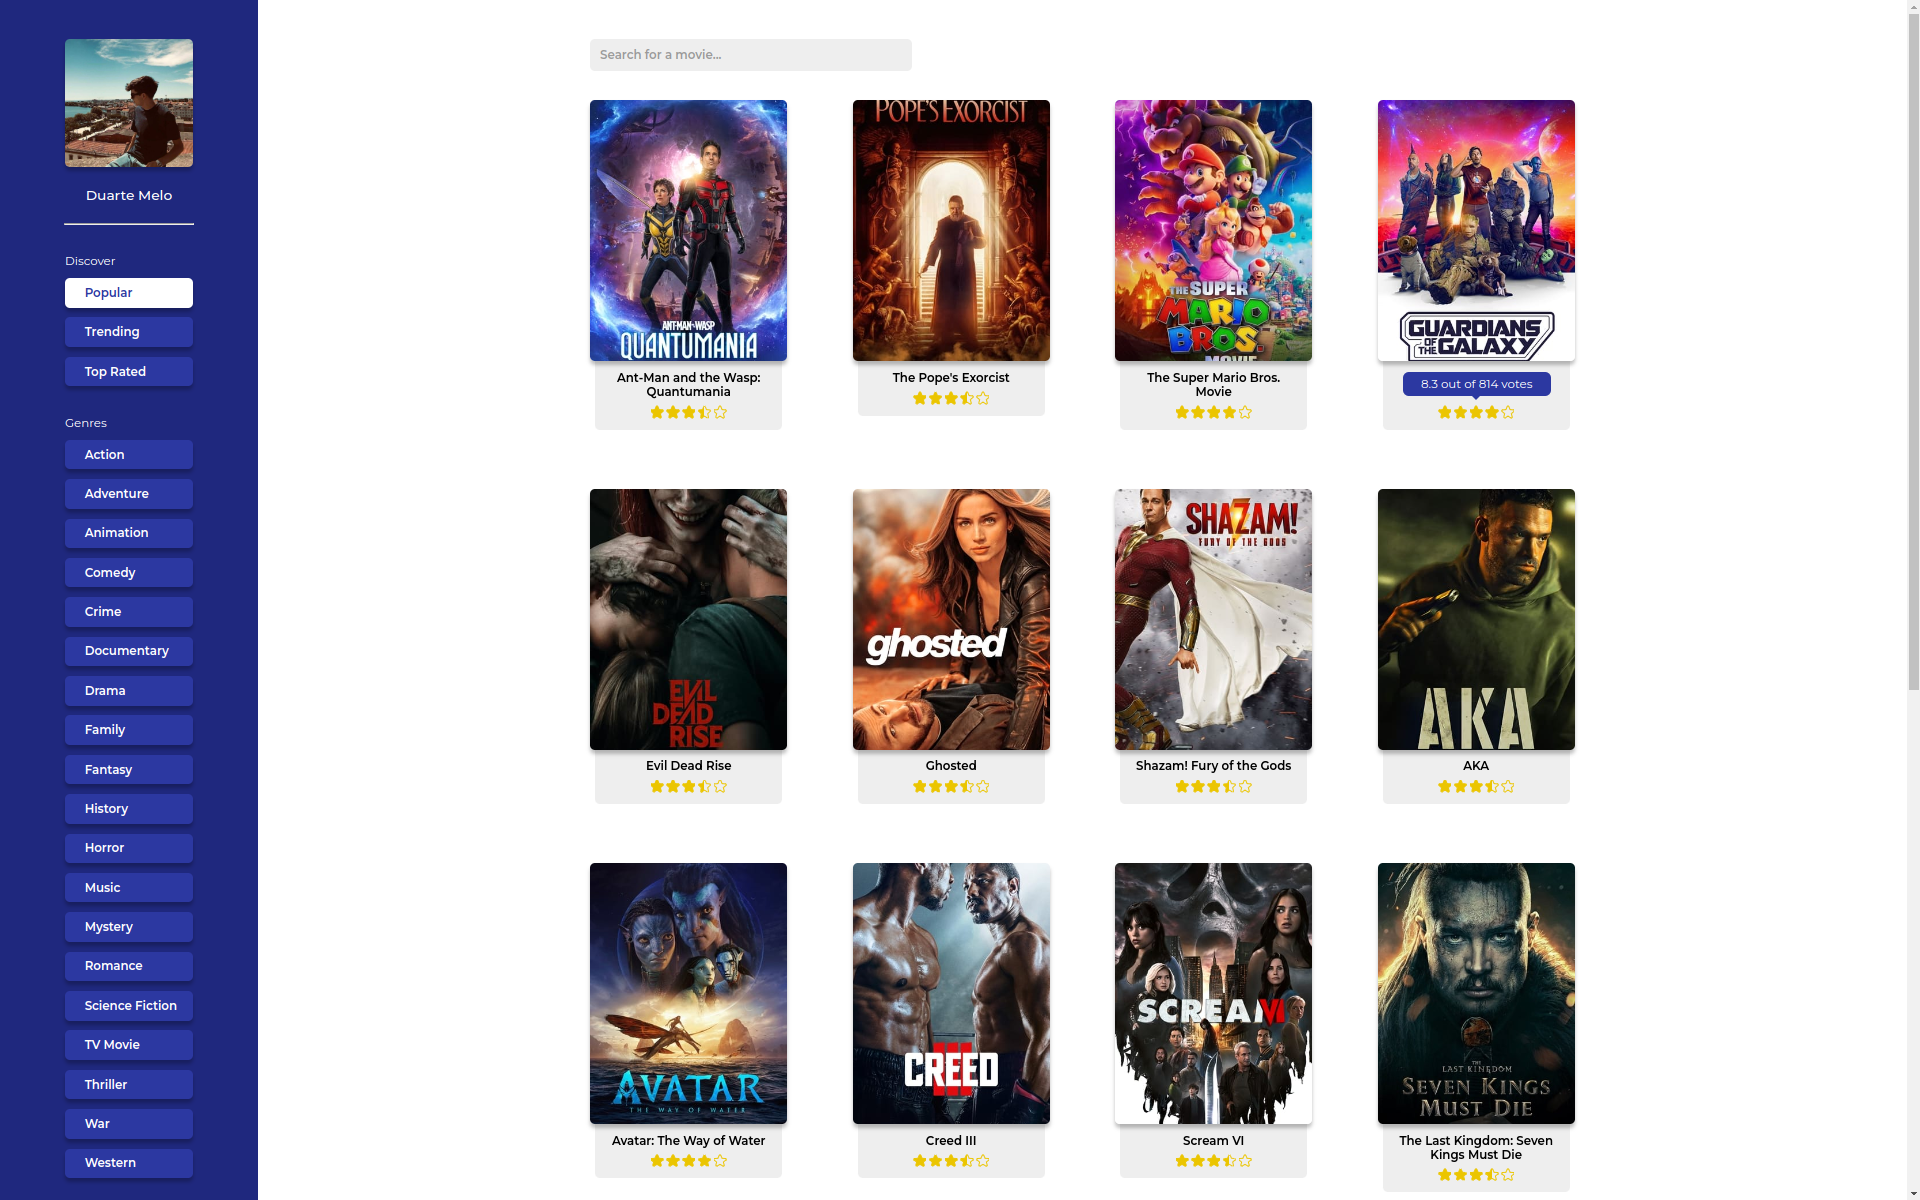 Duarte Melo
Discover
Popular
Trending
Top Rated
Genres
Action
Adventure
Animation
Comedy
Crime
Documentary
Drama
Family
Fantasy
History
Horror
Music
Mystery
Romance
Science Fiction
TV Movie
Thriller
War
Western
Search for a movie...
ANT-MAN AND THE WASP
QUANTUMANIA
Ant-Man and the Wasp:
Quantumania
POPE'S EXORCIST
The Pope's Exorcist
THE SUPER
MARIO
BROS.
MOVIE
The Super Mario Bros.
Movie
GUARDIANS
OF THE GALAXY
8.3 out of 814 votes
EVIL
DEAD
RISE
Evil Dead Rise
ghosted
Ghosted
SHAZAM!
FURY OF THE GODS
Shazam! Fury of the Gods
AKA
AKA
AVATAR
THE WAY OF WATER
Avatar: The Way of Water
III
CREED
Creed III
SCREAM VI
Scream VI
THE
LAST KINGDOM
SEVEN KINGS
MUST DIE
The Last Kingdom: Seven
Kings Must Die